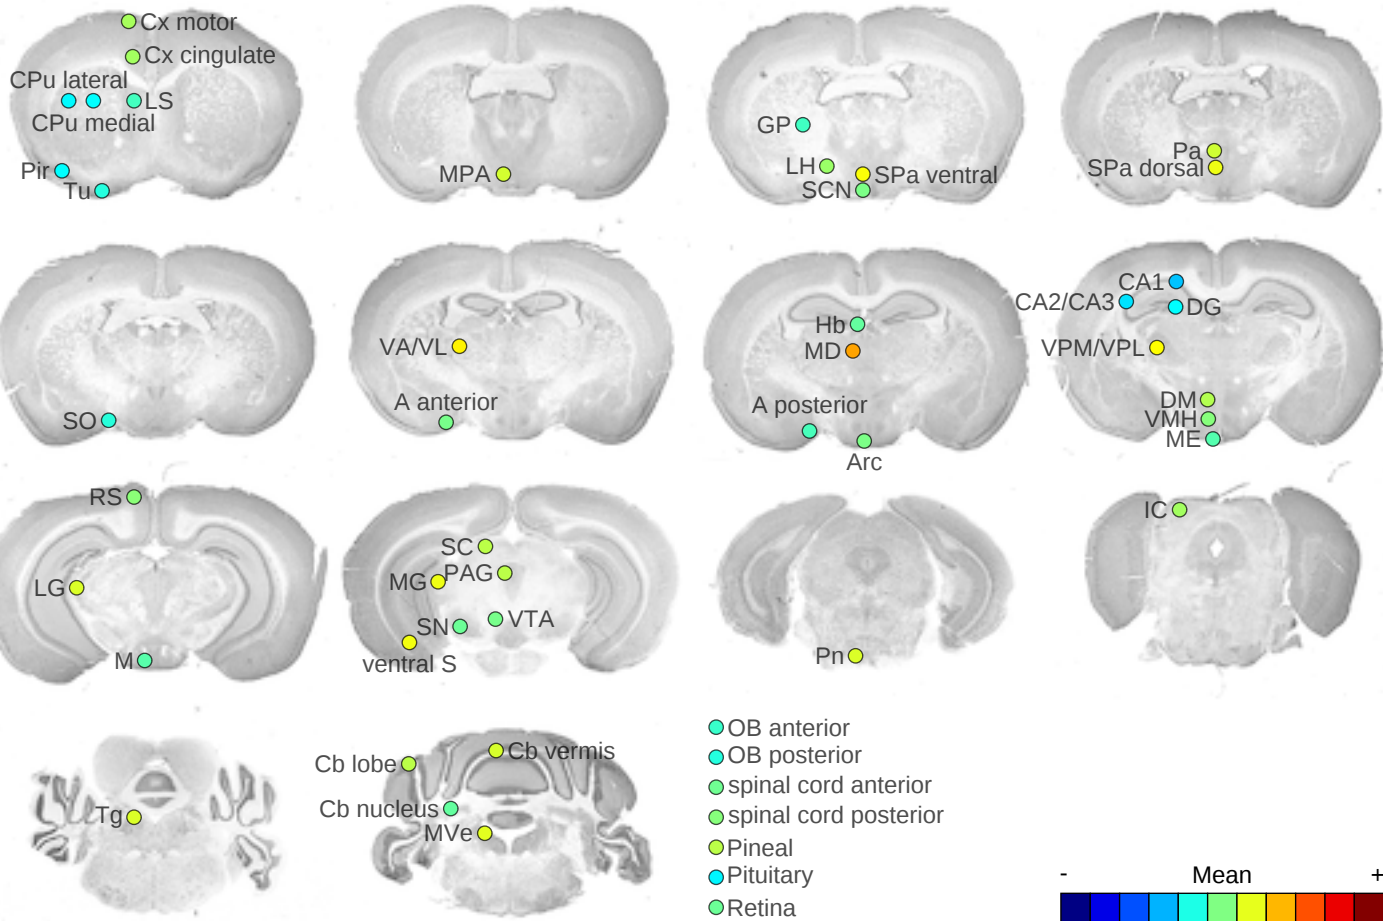 Cx motor
Cx cingulate
CPu lateral
LS
CPu medial
Pir
Tu
MPA
GP
LH
SPa ventral
SCN
Pa
SPa dorsal
SO
VA/VL
A anterior
Hb
MD
A posterior
Arc
CA1
CA2/CA3
DG
VPM/VPL
DM
VMH
ME
RS
LG
M
SC
MG
PAG
SN
VTA
ventral S
Pn
IC
Tg
Cb lobe
Cb vermis
Cb nucleus
MVe
OB anterior
OB posterior
spinal cord anterior
spinal cord posterior
Pineal
Pituitary
Retina
- Mean +